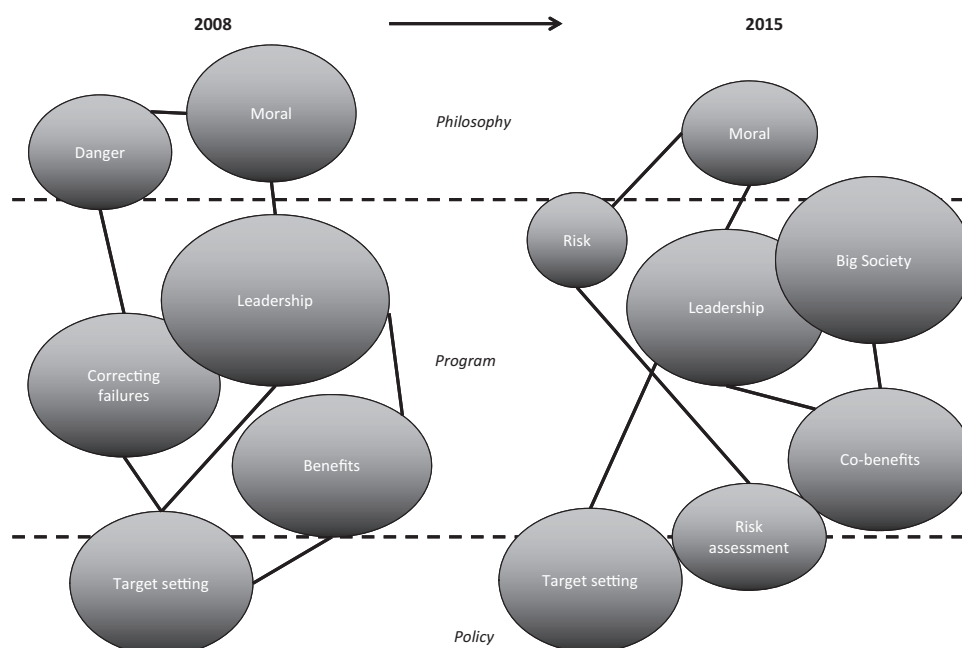 2008
2015
Moral
Philosophy
Moral
Danger
Risk
Big Society
Leadership
Leadership
Program
Correcting
failures
Benefits
Co-benefits
Risk
assessment
Target setting
Target setting
Policy